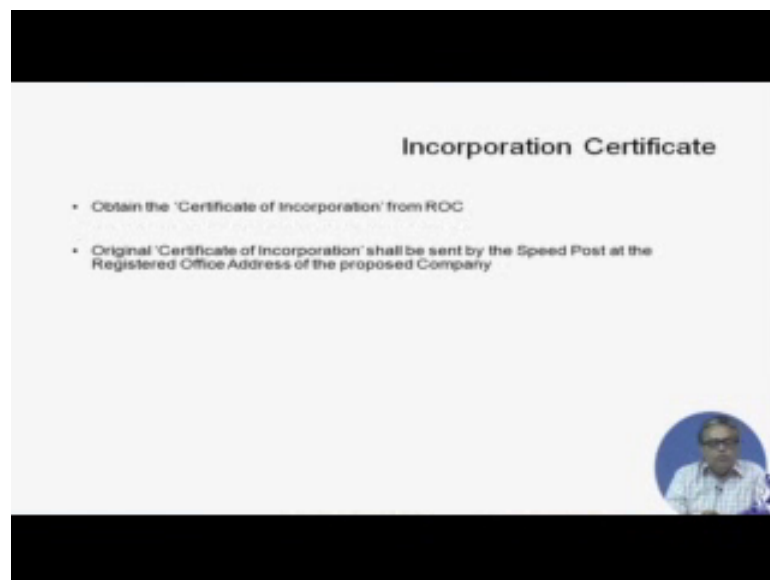 Incorporation Certificate
• Obtain the 'Certificate of Incorporation' from ROC
• Original 'Certificate of Incorporation' shall be sent by the Speed Post at the
Registered Office Address of the proposed Company